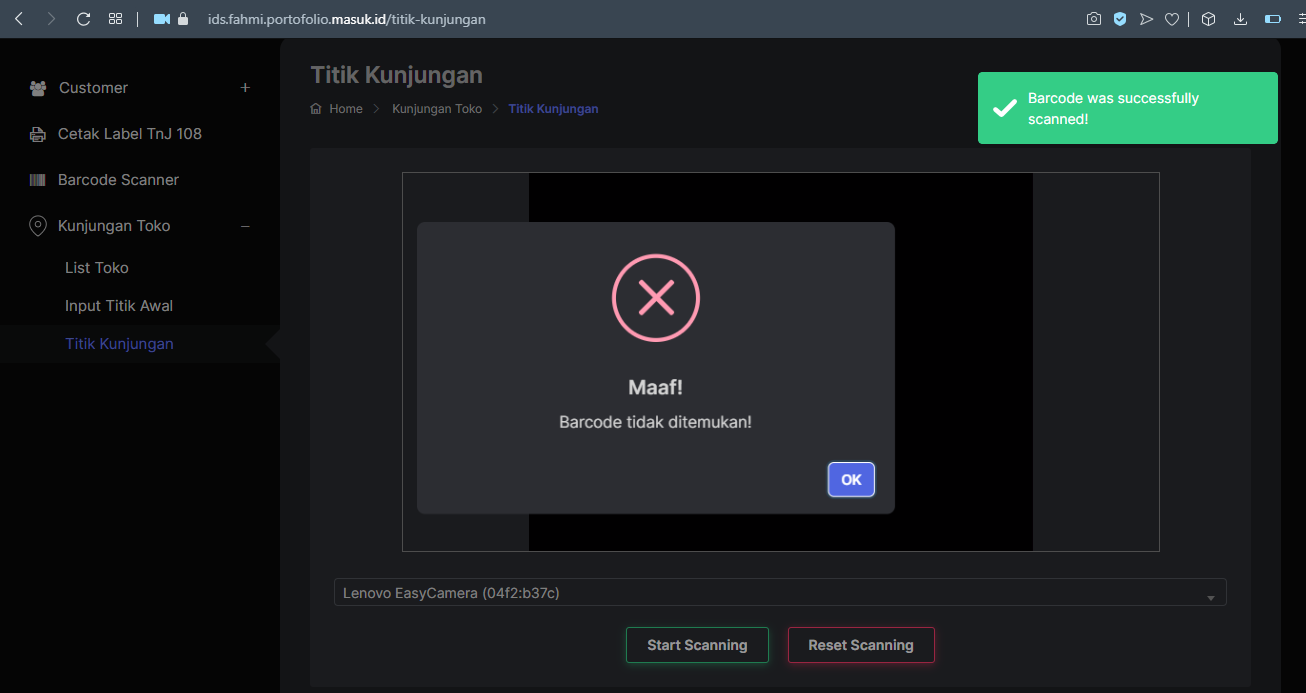 ids.fahmi.portofolio.masuk.id/titik-kunjungan
Customer
Cetak Label TnJ 108
Barcode Scanner
Kunjungan Toko
List Toko
Input Titik Awal
Titik Kunjungan
Titik Kunjungan
Home > Kunjungan Toko > Titik Kunjungan
Barcode was successfully
scanned!
Maaf!
Barcode tidak ditemukan!
OK
Lenovo EasyCamera (04f2:b37c)
Start Scanning
Reset Scanning